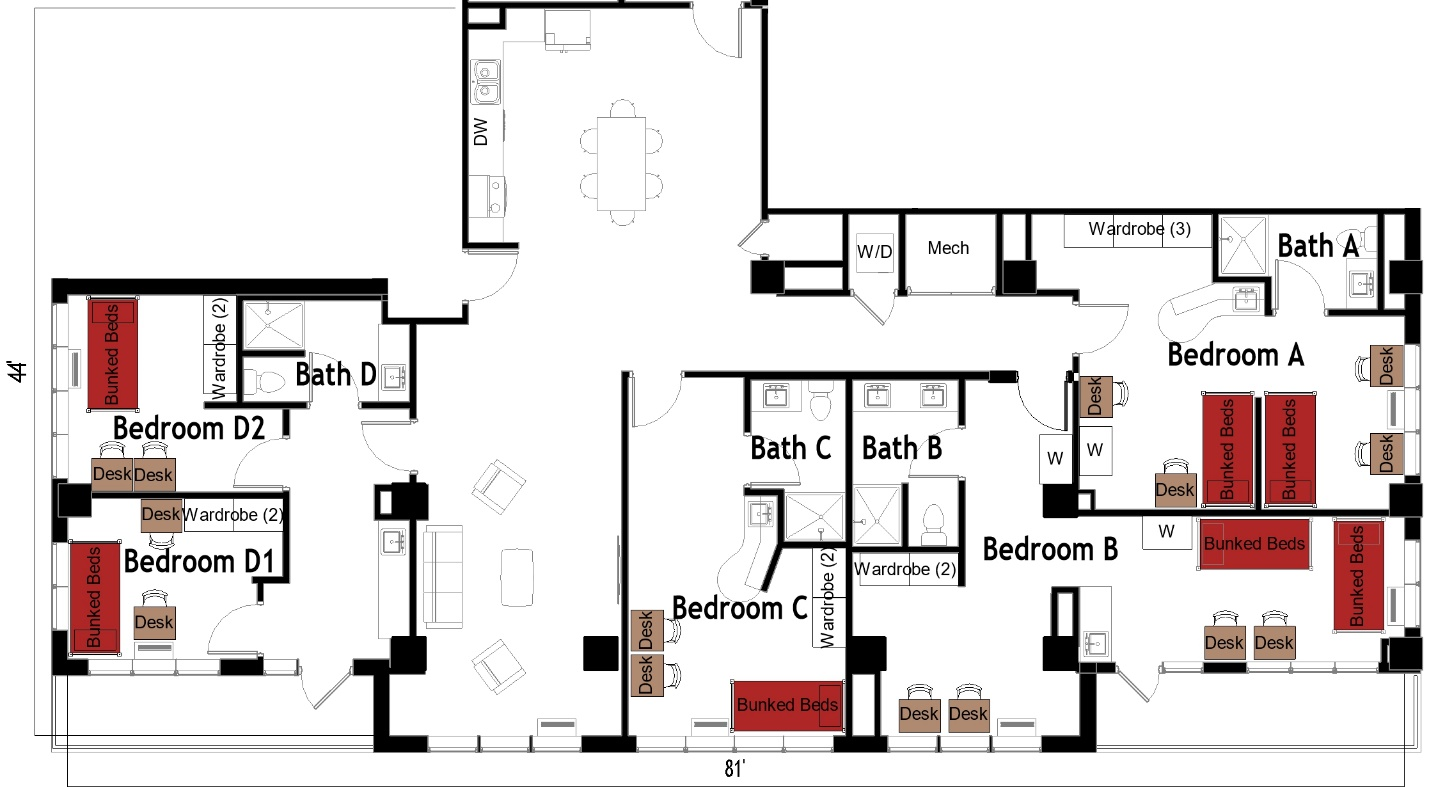 DW
W/D
Mech
Wardrobe (3)
Bath A
Bedroom A
Desk
Desk
Desk
Desk
W
W
Bunked Beds
Bunked Beds
44'
Bunked Beds
Wardrobe (2)
Bath D
Bedroom D2
Desk
Desk
Desk
Wardrobe (2)
Bedroom D1
Bunked Beds
Desk
Bath C
Bath B
Bedroom C
Wardrobe (2)
Desk
Desk
Bunked Beds
Wardrobe (2)
Bedroom B
W
Bunked Beds
Bunked Beds
Desk
Desk
Desk
Desk
81'